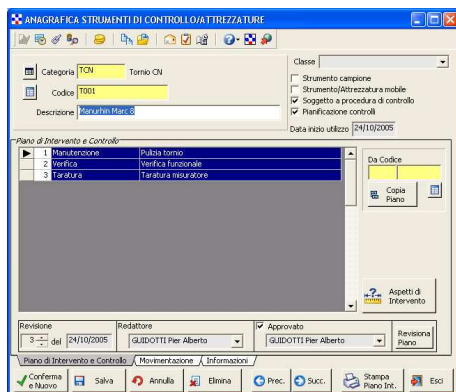 ANAGRAFICA STRUMENTI DI CONTROLLO/ATTREZZATURE
Classe
Categoria TCN Tornio CN
Strumento campione
Codice T001
Strumento/Attrezzatura mobile
Soggetto a procedura di controllo
Descrizione Manurhin Marc 8
Pianificazione controlli
Data inizio utilizzo 24/10/2005
Piano di Intervento e Controllo
1 Manutenzione Pulizia tornio
2 Verifica Verifica funzionale
3 Taratura Taratura misuratore
Da Codice
Copia
Piano
Aspetti di
Intervento
Revisione Redattore Approvato
3 del 24/10/2005 GUIDOTTI Pier Alberto GUIDOTTI Pier Alberto
Revisiona
Piano
Piano di Intervento e Controllo Movimentazione Informazioni
Conferma
e Nuovo
Salva Annulla Elimina Prec. Succ.
Stampa
Piano Int.
Esci